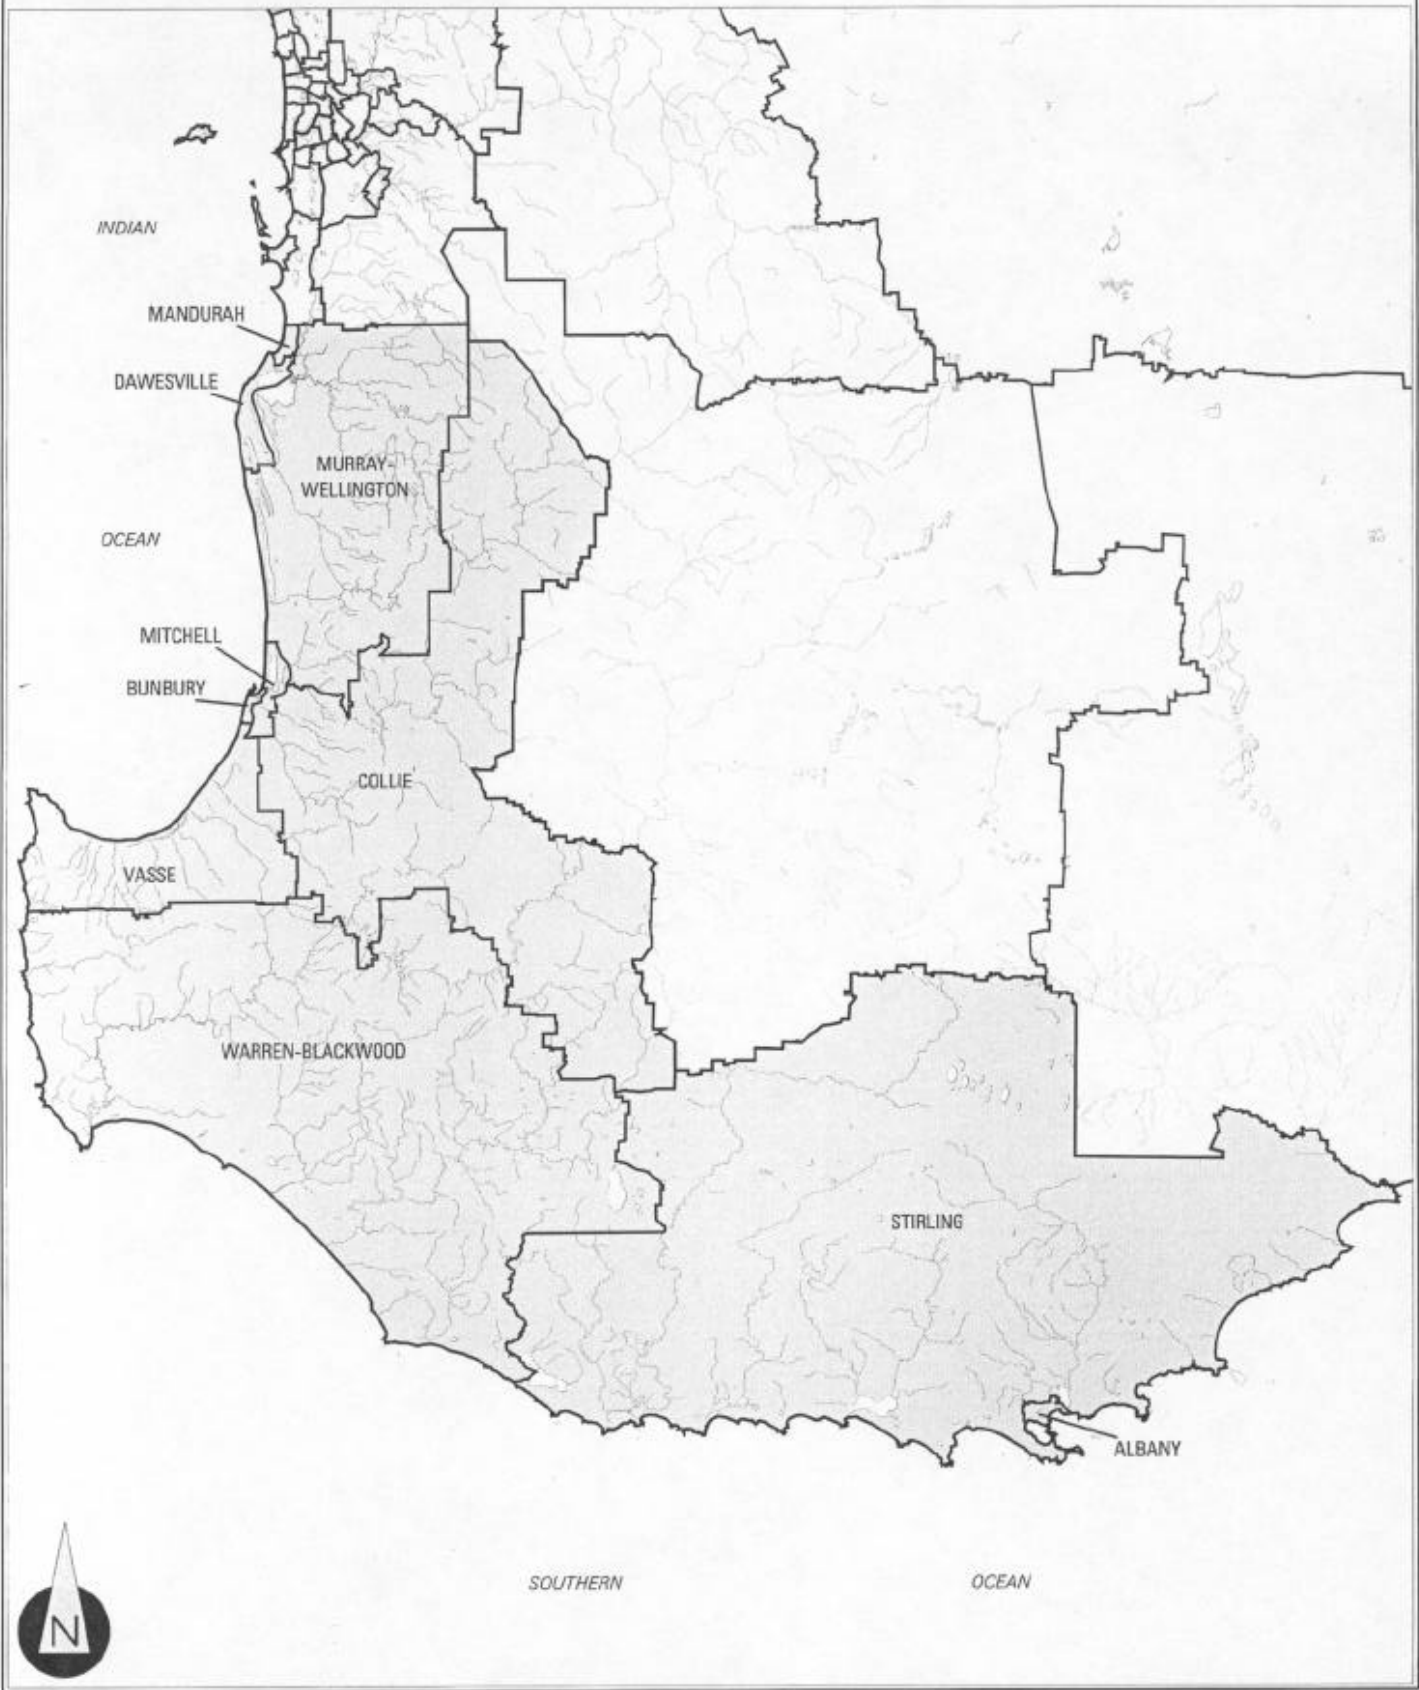 INDIAN
MANDURAH
DAWESVILLE
MURRAY-
WELLINGTON
OCEAN
MITCHELL
BUNBURY
COLLIE
VASSE
WARREN-BLACKWOOD
STIRLING
ALBANY
SOUTHERN OCEAN
N